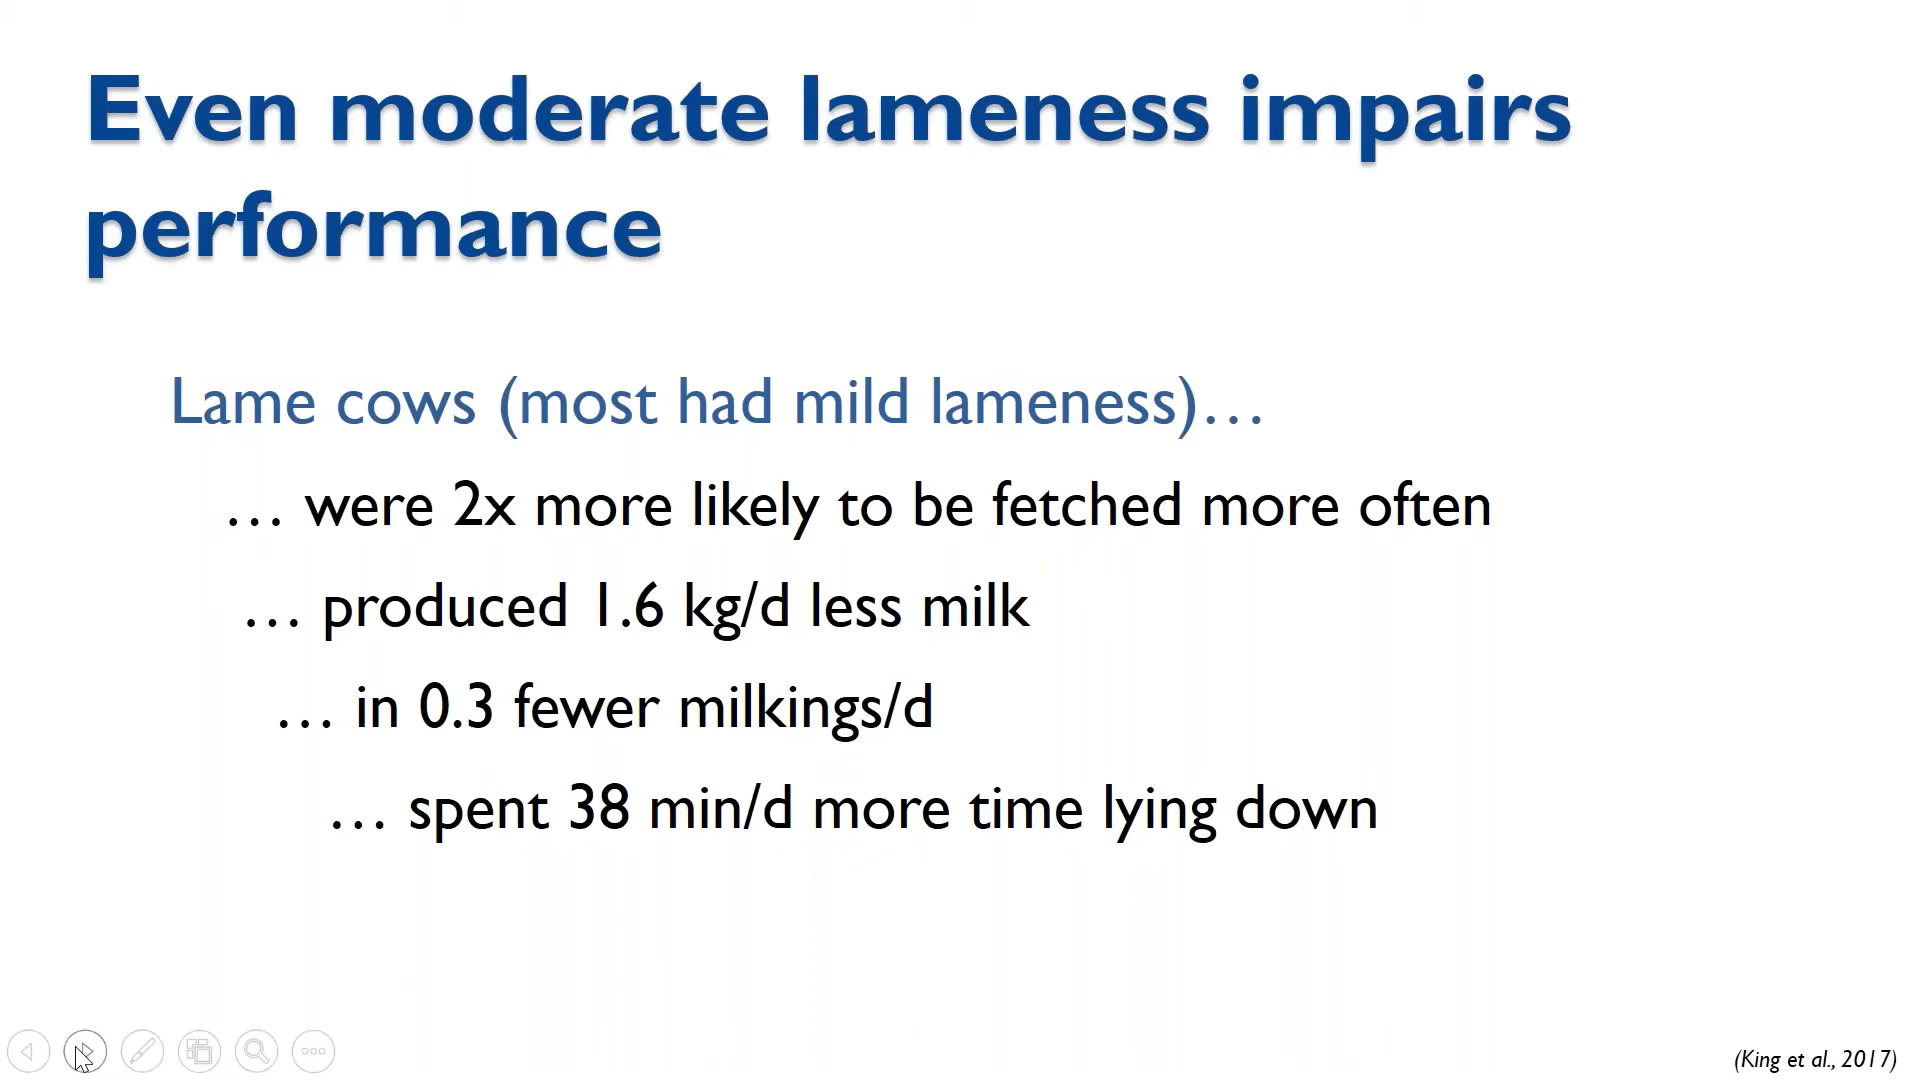 Even moderate lameness impairs
performance
Lame cows (most had mild lameness)…
… were 2x more likely to be fetched more often
… produced 1.6 kg/d less milk
… in 0.3 fewer milkings/d
… spent 38 min/d more time lying down
(King et al., 2017)